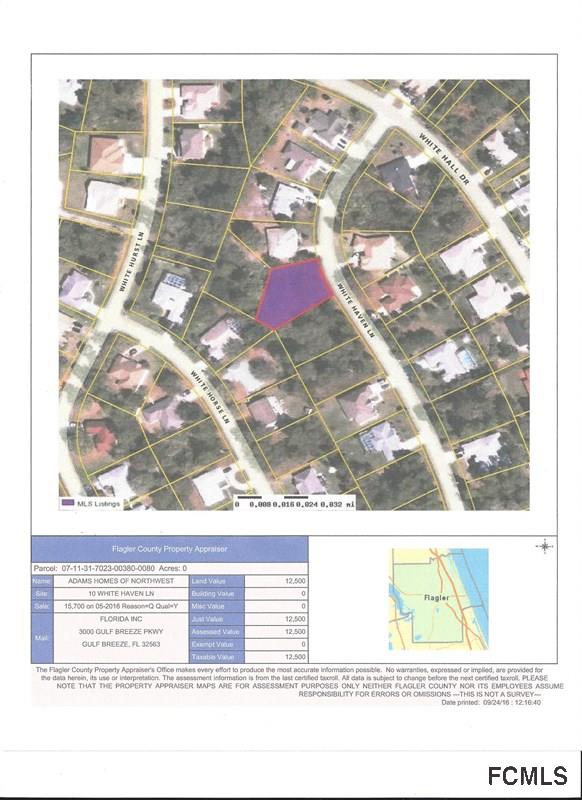 WHITE HALL DR
WHITE HURST LN
WHITE HAVEN LN
WHITE HORSE LN
MLS Listings
0 0.008 0.016 0.024 0.032 mi
Flagler County Property Appraiser
Parcel: 07-11-31-7023-00380-0080 Acres: 0
Name: ADAMS HOMES OF NORTHWEST Land Value 12,500
Site: 10 WHITE HAVEN LN Building Value 0
Sale: 15,700 on 05-2016 Reason=Q Qual=Y Misc Value 0
Mail: FLORIDA INC Just Value 12,500
3000 GULF BREEZE PKWY Assessed Value 12,500
GULF BREEZE, FL 32563 Exempt Value 0
Taxable Value 12,500
Flagler
The Flagler County Property Appraiser's Office makes every effort to produce the most accurate information possible. No warranties, expressed or implied, are provided for
the data herein, its use or interpretation. The assessment information is from the last certified taxroll. All data is subject to change before the next certified taxroll. PLEASE
NOTE THAT THE PROPERTY APPRAISER MAPS ARE FOR ASSESSMENT PURPOSES ONLY NEITHER FLAGLER COUNTY NOR ITS EMPLOYEES ASSUME
RESPONSIBILITY FOR ERRORS OR OMISSIONS ---THIS IS NOT A SURVEY---
Date printed: 09/24/16 : 12:16:40
FCMLS